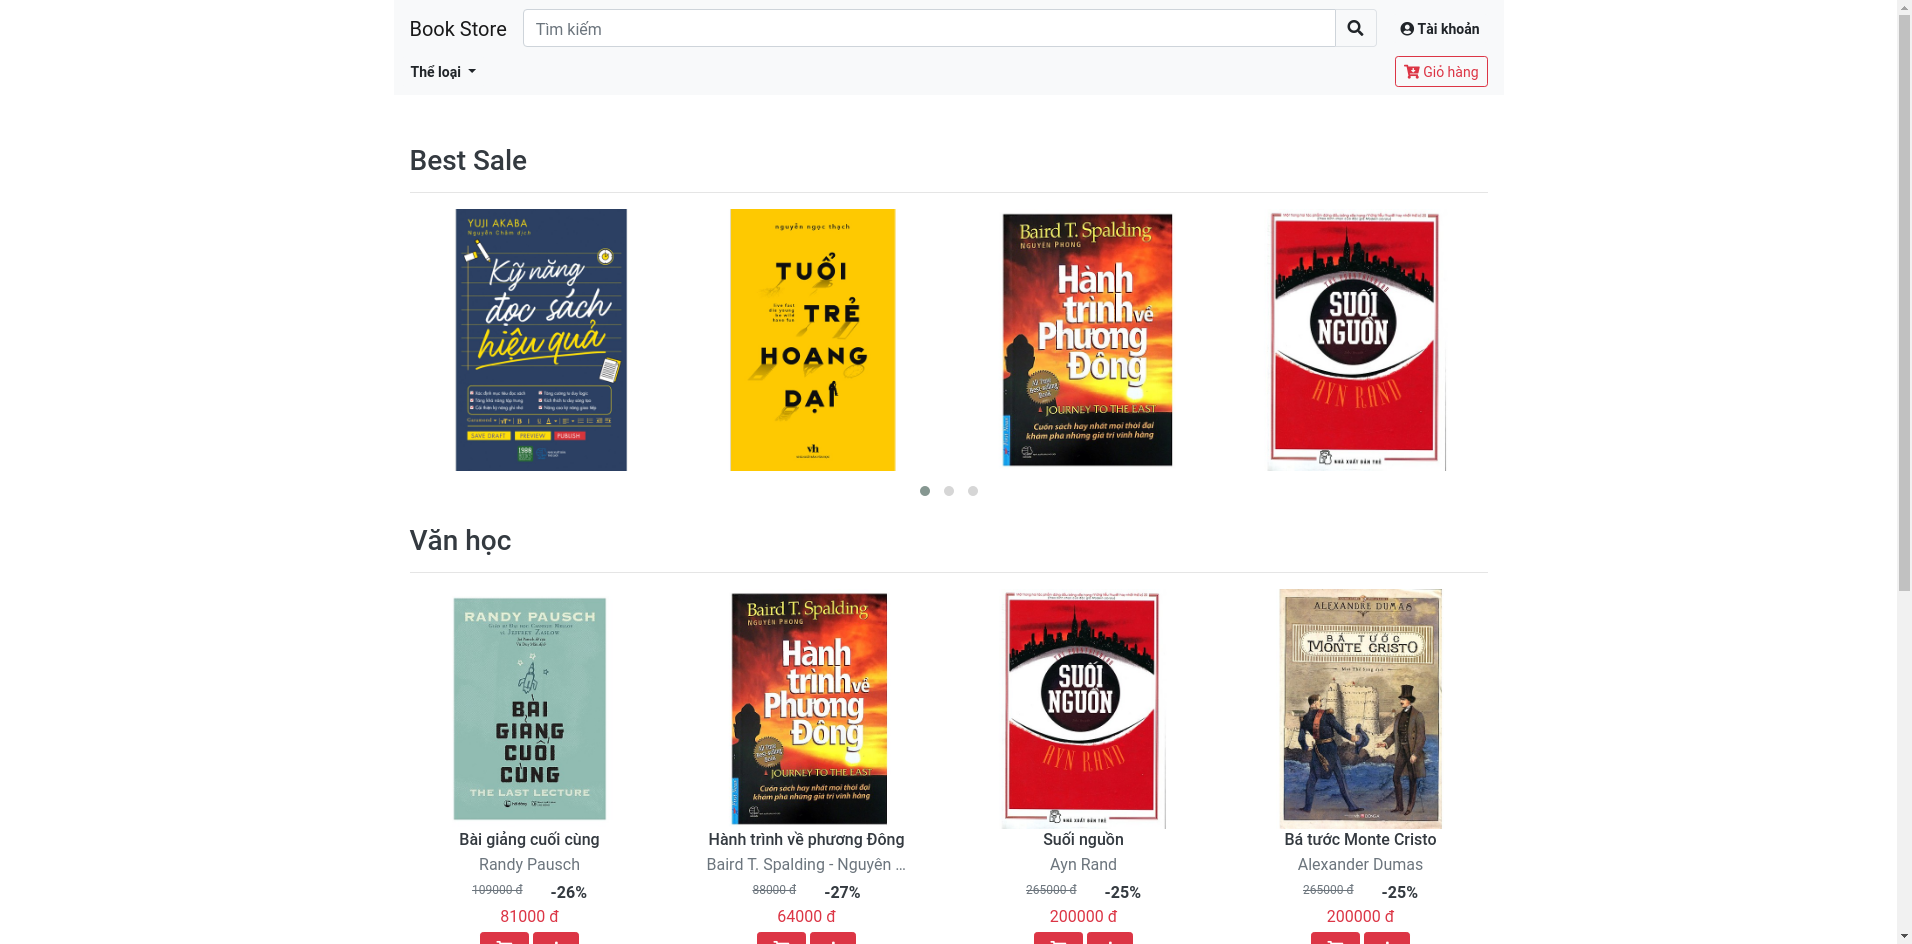 Book Store
Tìm kiếm
Tài khoản
Thể loại
Giỏ hàng
Best Sale
YUJI AKABA
Nguyễn Châm dịch
Kỹ năng
đọc sách
hiệu quả
SAVE DRAFT
PREVIEW
PUBLISH
nguyễn ngọc thạch
TUỔI
TRẺ
HOANG
DẠI
vh
Baird T. Spalding
NGUYÊN PHONG
Hành
trình về
Phương
Đông
JOURNEY TO THE EAST
Cuốn sách hay nhất mọi thời đại
khám phá những giá trị vĩnh hằng
SUỐI
NGUỒN
AYN RAND
NHÀ XUẤT BẢN TRẺ
Văn học
RANDY PAUSCH
BÀI
GIẢNG
CUỐI
CÙNG
THE LAST LECTURE
Baird T. Spalding
NGUYÊN PHONG
Hành
trình về
Phương
Đông
JOURNEY TO THE EAST
Cuốn sách hay nhất mọi thời đại
khám phá những giá trị vĩnh hằng
SUỐI
NGUỒN
AYN RAND
NHÀ XUẤT BẢN TRẺ
ALEXANDRE DUMAS
BÁ TƯỚC
MONTE CRISTO
Bài giảng cuối cùng
Hành trình về phương Đông
Suối nguồn
Bá tước Monte Cristo
Randy Pausch
Baird T. Spalding - Nguyên ...
Ayn Rand
Alexander Dumas
109000 đ -26%
88000 đ -27%
265000 đ -25%
265000 đ -25%
81000 đ
64000 đ
200000 đ
200000 đ